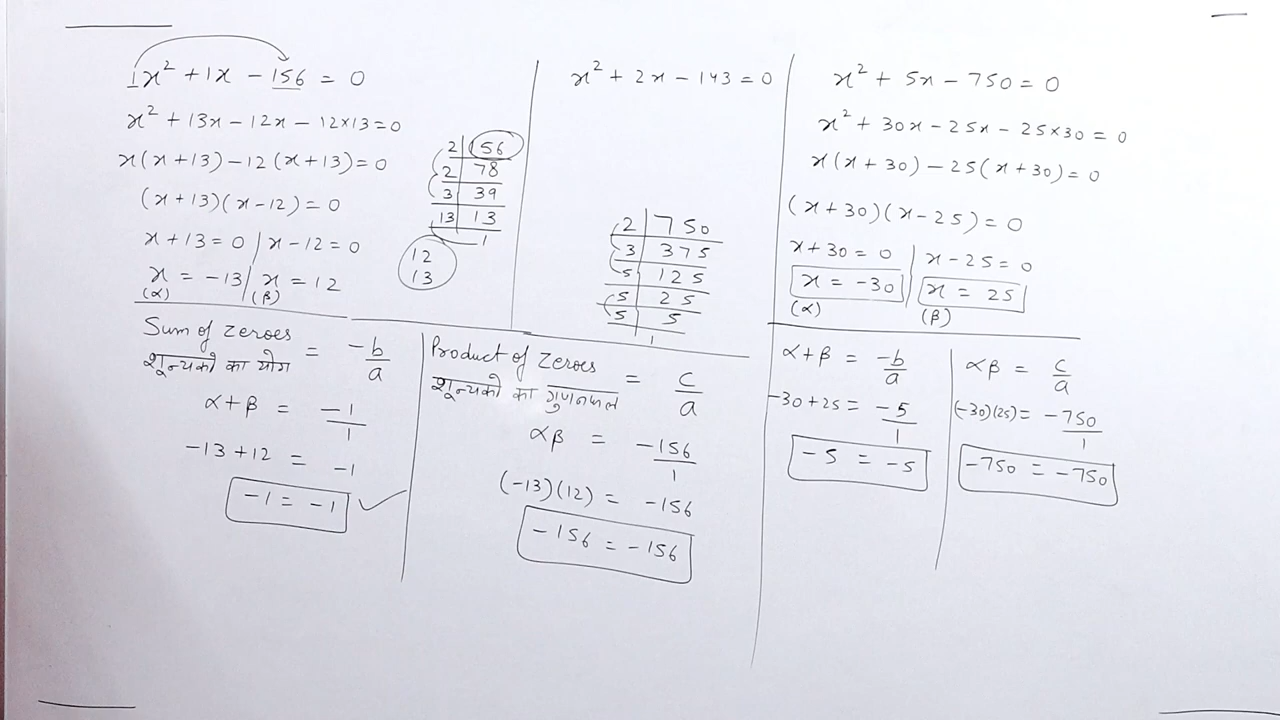 1x² + 1x - 156 = 0
x² + 13x - 12x - 12×13 = 0
x(x+13) - 12(x+13) = 0
(x+13)(x-12) = 0
x+13 = 0 / x-12 = 0
x = -13 / x = 12
(α) (β)
2 | 156
2 | 78
3 | 39
13 | 13
1
12
13
x² + 2x - 143 = 0
2 | 750
3 | 375
5 | 125
5 | 25
5 | 5
1
x² + 5x - 750 = 0
x² + 30x - 25x - 25×30 = 0
x(x+30) - 25(x+30) = 0
(x+30)(x-25) = 0
x+30 = 0 | x-25 = 0
x = -30 | x = 25
(α) (β)
Sum of zeroes = -b/a
शून्यको का योग
α+β = -1/1
-13+12 = -1
-1 = -1 ✓
Product of zeroes = c/a
शून्यको का गुणनफल
αβ = -156/1
(-13)(12) = -156
-156 = -156
α+β = -b/a
-30+25 = -5/1
-5 = -5
αβ = c/a
(-30)(25) = -750/1
-750 = -750